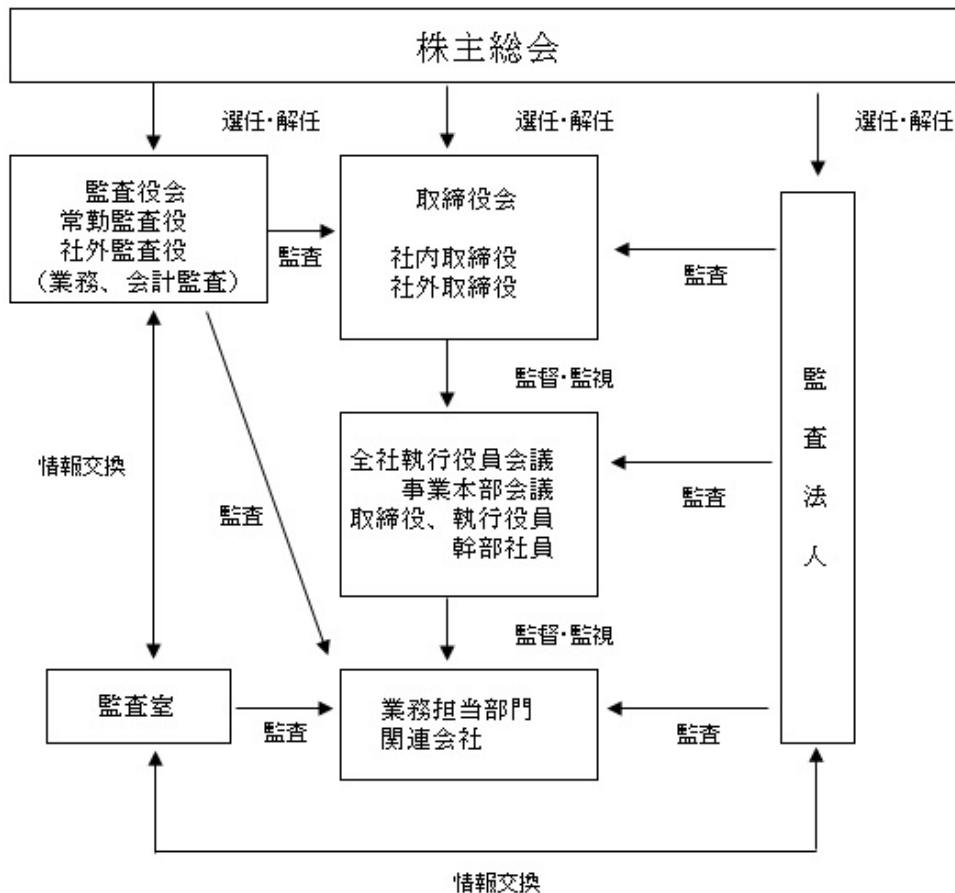 株主総会
選任・解任
選任・解任
選任・解任
監査役会
常勤監査役
社外監査役
(業務、会計監査)
監査
取締役会
社内取締役
社外取締役
監査
監督・監視
監査法人
情報交換
監査
全社執行役員会議
事業本部会議
取締役、執行役員
幹部社員
監査
監督・監視
監査室
監査
業務担当部門
関連会社
監査
情報交換